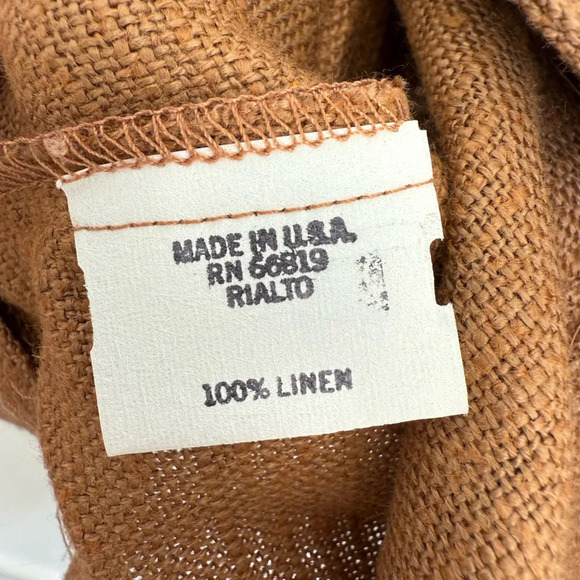 MADE IN U.S.A.
RN 66819
RIALTO
100% LINEN